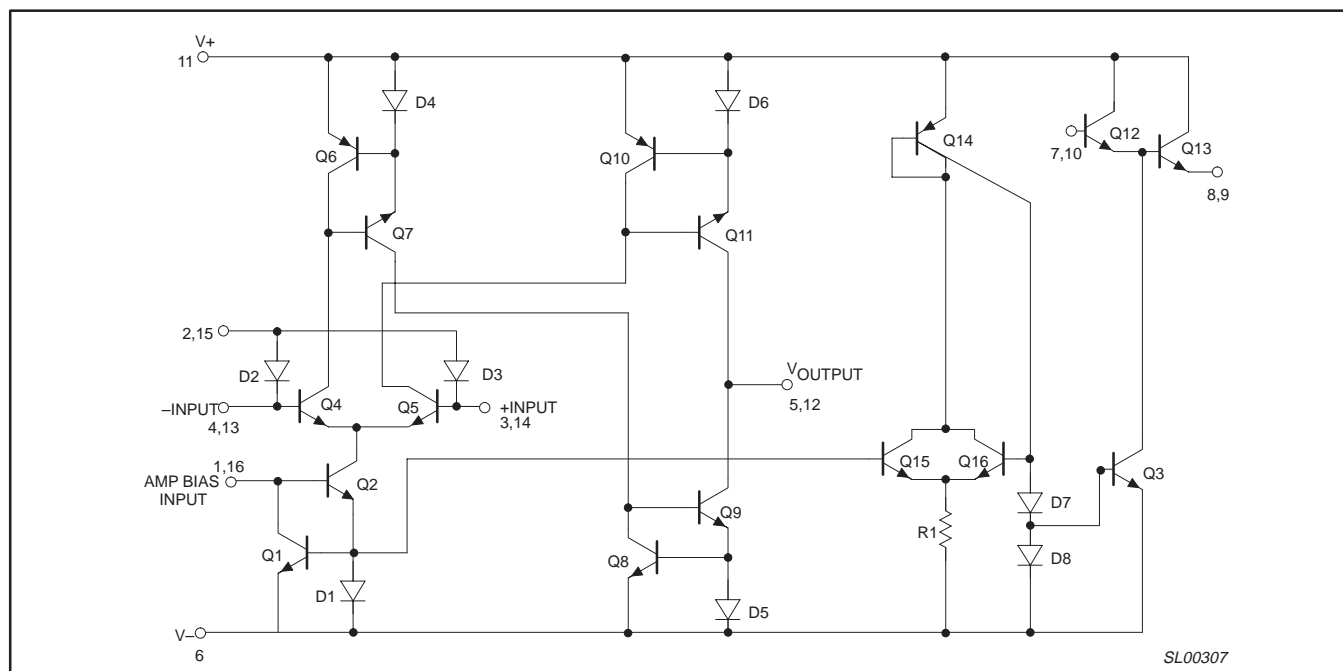 V+
11
D4
D6
Q6
Q10
Q14
Q12
Q13
7,10
8,9
Q7
Q11
2,15
D2
D3
VOUTPUT
5,12
–INPUT
4,13
Q4
Q5
+INPUT
3,14
1,16
AMP BIAS
INPUT
Q2
Q15
Q16
Q3
D7
Q9
R1
Q1
Q8
D8
D1
D5
V–
6
SL00307